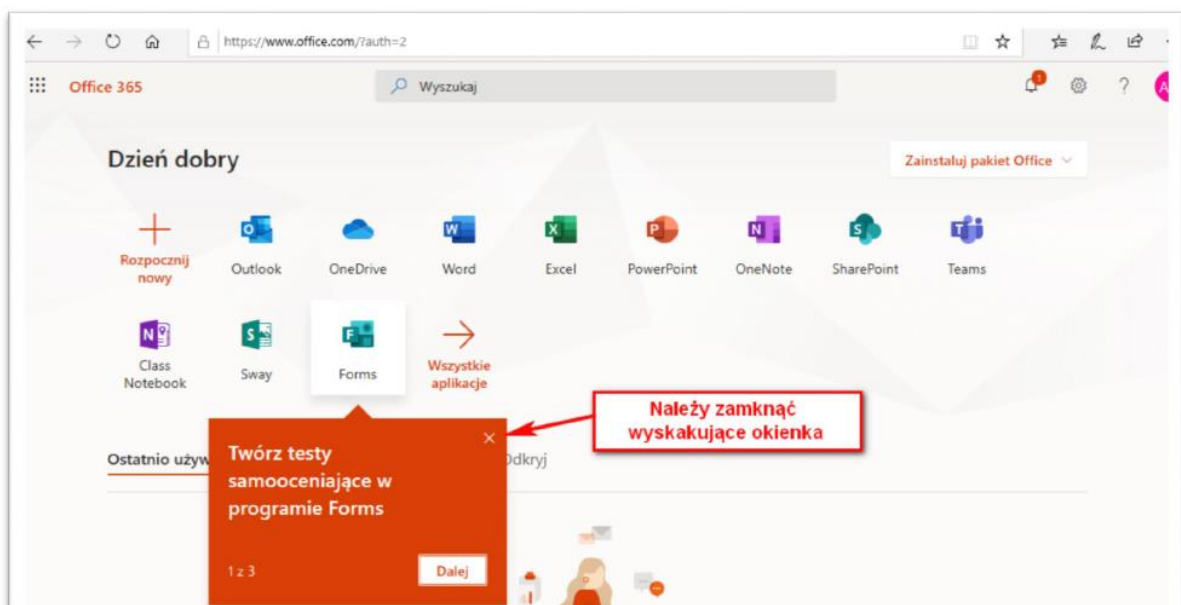 https://www.office.com/?auth=2
Office 365
Wyszukaj
1
?
A
Dzień dobry
Zainstaluj pakiet Office
Rozpocznij
nowy
Outlook
OneDrive
Word
Excel
PowerPoint
OneNote
SharePoint
Teams
Class
Notebook
Sway
Forms
Wszystkie
aplikacje
Należy zamknąć
wyskakujące okienka
Ostatnio używ
Odkryj
Twórz testy
samooceniające w
programie Forms
1 z 3
Dalej